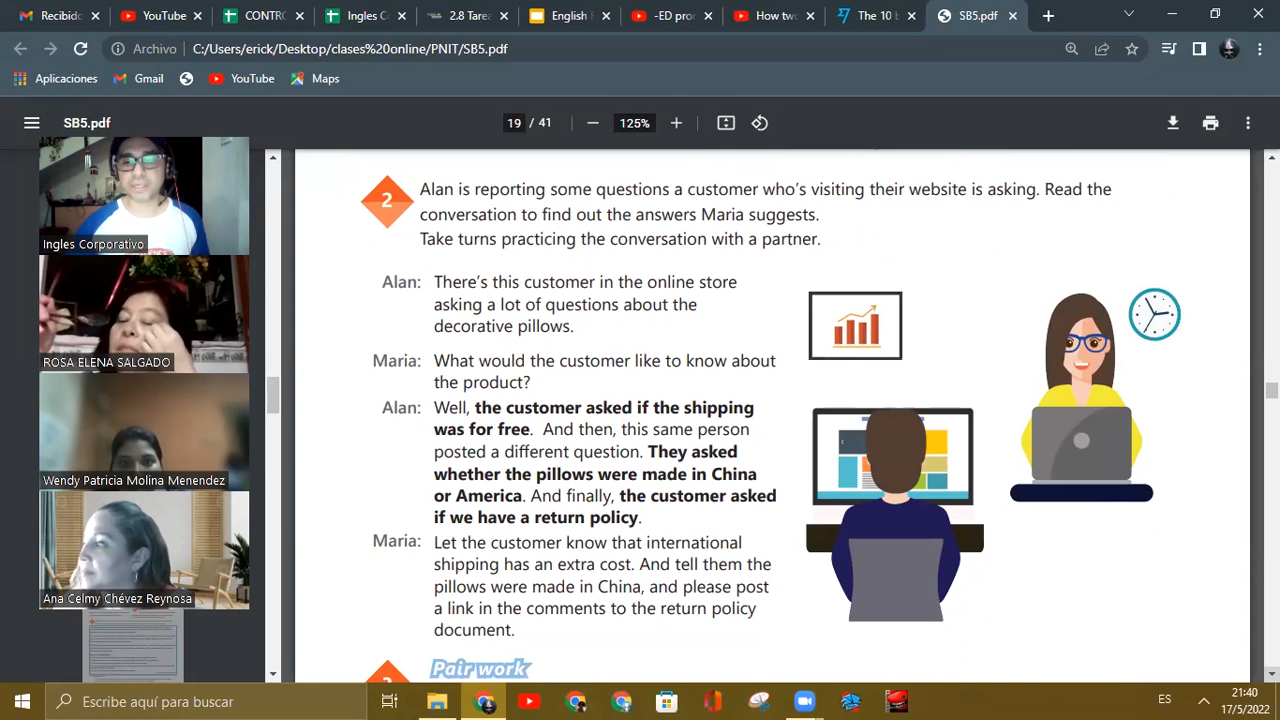 Recibido
YouTube
CONTRO
Ingles Ca
2.8 Tarea
English F
-ED pron
How two
The 10 b
SB5.pdf
Archivo
C:/Users/erick/Desktop/clases%20online/PNIT/SB5.pdf
Aplicaciones
Gmail
YouTube
Maps
SB5.pdf
19 / 41
125%
Ingles Corporativo
ROSA ELENA SALGADO
Wendy Patricia Molina Menendez
Ana Celmy Chévez Reynosa
2
Alan is reporting some questions a customer who's visiting their website is asking. Read the
conversation to find out the answers Maria suggests.
Take turns practicing the conversation with a partner.
Alan: There's this customer in the online store
asking a lot of questions about the
decorative pillows.
Maria: What would the customer like to know about
the product?
Alan: Well, the customer asked if the shipping
was for free. And then, this same person
posted a different question. They asked
whether the pillows were made in China
or America. And finally, the customer asked
if we have a return policy.
Maria: Let the customer know that international
shipping has an extra cost. And tell them the
pillows were made in China, and please post
a link in the comments to the return policy
document.
Pair work
Escribe aquí para buscar
ES
21:40
17/5/2022